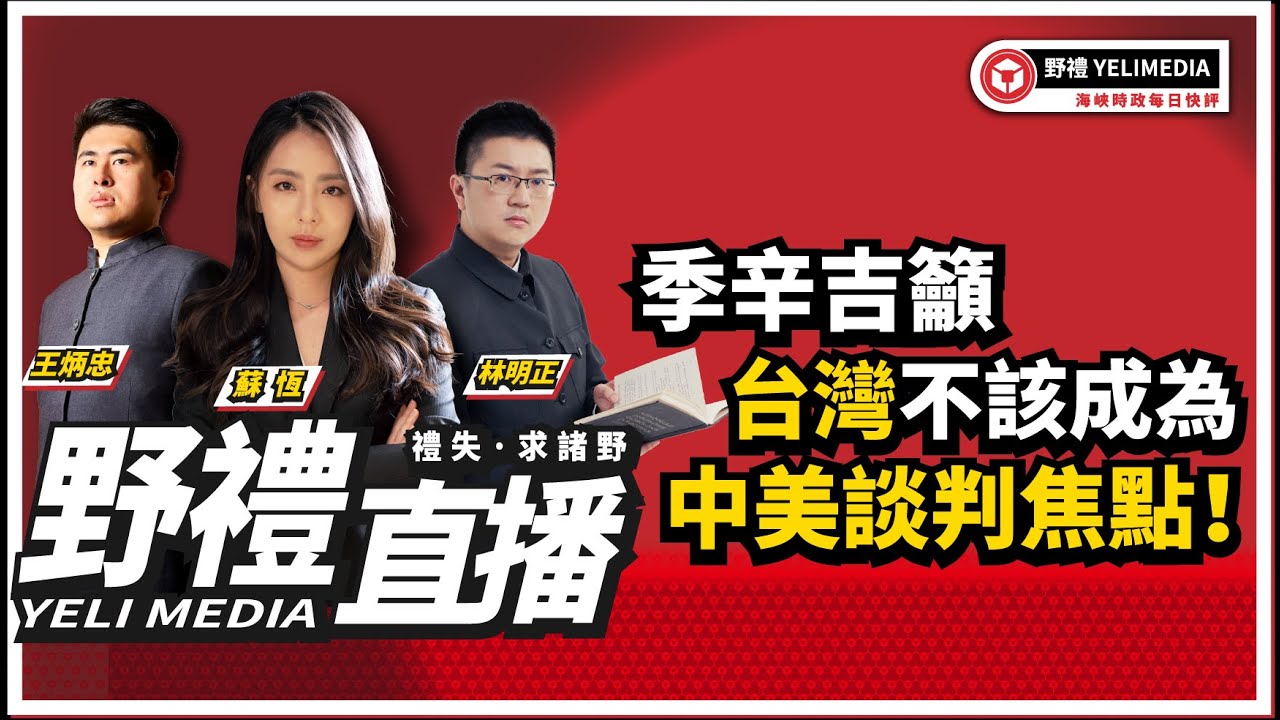 野禮 YELIMEDIA
海峽時政每日快評
王炳忠
蘇恆
林明正
禮失·求諸野
野禮直播
YELI MEDIA
季辛吉籲
台灣不該成為
中美談判焦點!